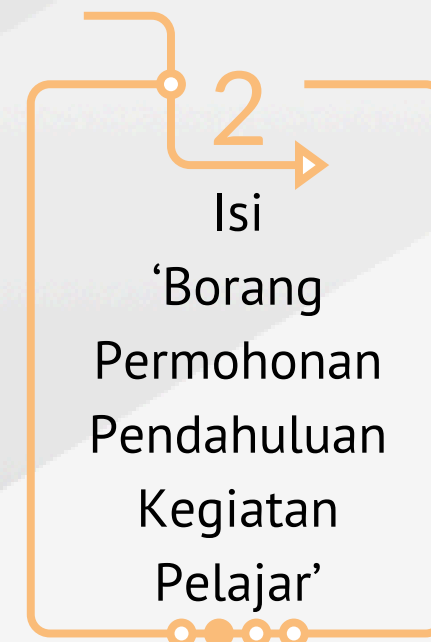 2
Isi
‘Borang
Permohonan
Pendahuluan
Kegiatan
Pelajar’